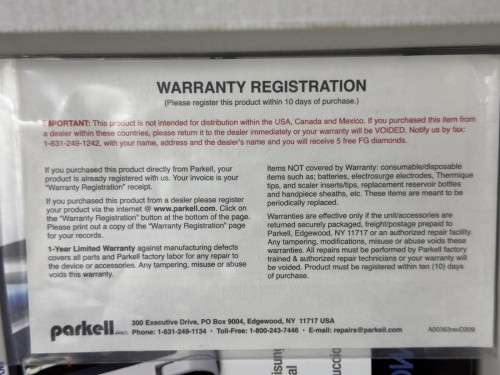 WARRANTY REGISTRATION
(Please register this product within 10 days of purchase.)
IMPORTANT: This product is not intended for distribution within the USA, Canada and Mexico. If you purchased this item from
a dealer within these countries, please return it to the dealer immediately or your warranty will be VOIDED. Notify us by fax:
1-631-249-1242, with your name, address and the dealer's name and you will receive 5 free FG diamonds.
If you purchased this product directly from Parkell, your
product is already registered with us. Your invoice is your
"Warranty Registration" receipt.
If you purchased this product from a dealer please register
your product via the internet @ www.parkell.com. Click on
the "Warranty Registration" button at the bottom of the page.
Please print out a copy of the "Warranty Registration" page
for your records.
1-Year Limited Warranty against manufacturing defects
covers all parts and Parkell factory labor for any repair to
the device or accessories. Any tampering, misuse or abuse
voids this warranty.
Items NOT covered by Warranty: consumable/disposable
items such as; batteries, electrosurge electrodes, Thermique
tips, and scaler inserts/tips, replacement reservoir bottles
and handpiece sheaths, etc. These items are meant to be
periodically replaced.
Warranties are effective only if the unit/accessories are
returned securely packaged, freight/postage prepaid to
Parkell, Edgewood, NY 11717 or an authorized repair facility.
Any tampering, modifications, misuse or abuse voids these
warranties. All repairs must be performed by Parkell factory
trained & authorized repair technicians or your warranty will
be voided. Product must be registered within ten (10) days
of purchase.
parkell
300 Executive Drive, PO Box 9004, Edgewood, NY 11717 USA
Phone: 1-631-249-1134 • Toll-Free: 1-800-243-7446 • E-mail: repairs@parkell.com